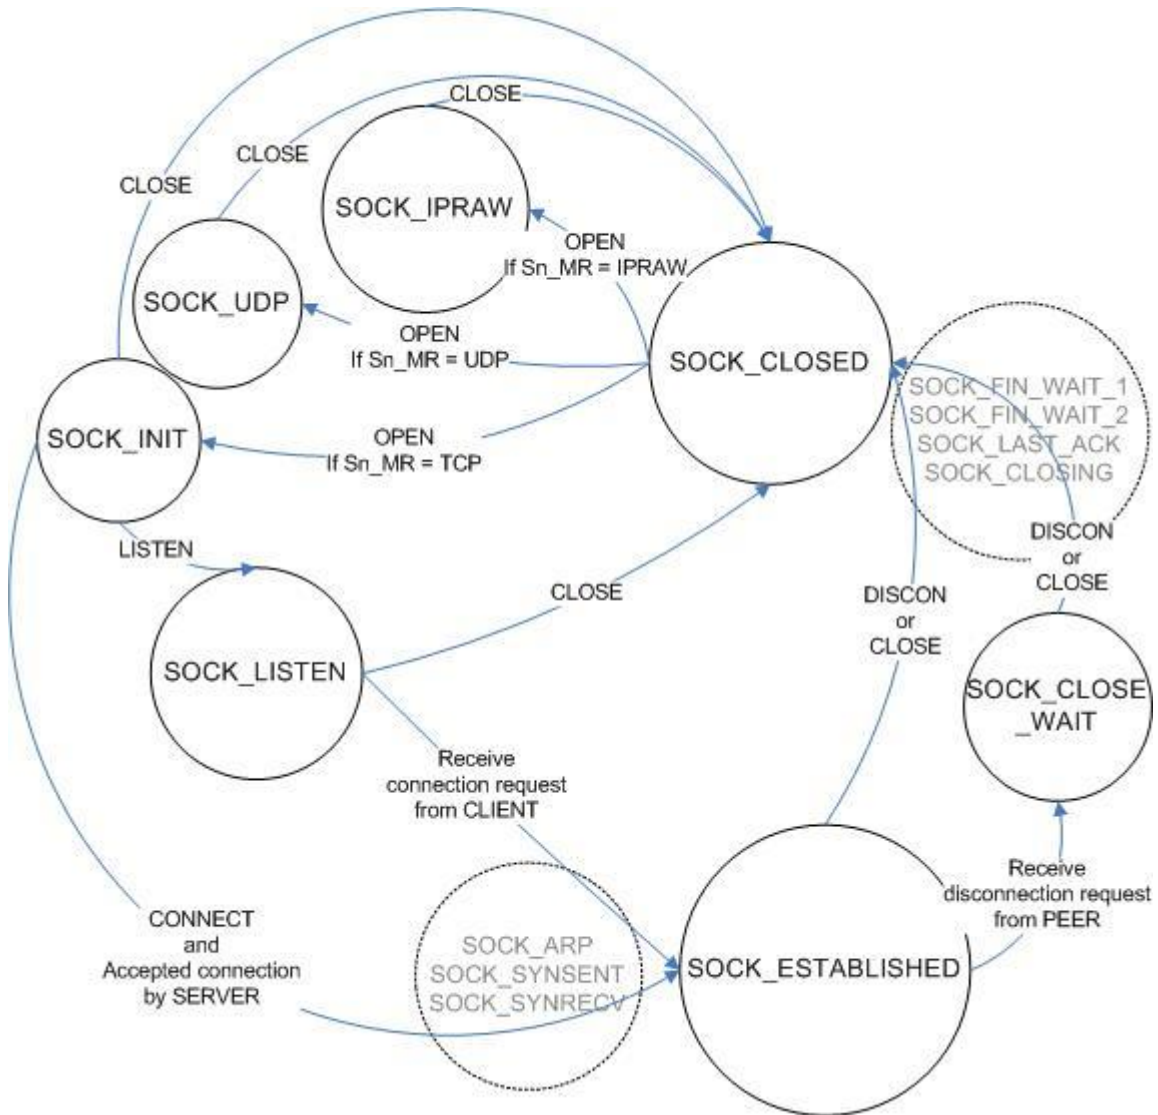 CLOSE
CLOSE
CLOSE
SOCK_IPRAW
OPEN
If Sn_MR = IPRAW
SOCK_UDP
OPEN
If Sn_MR = UDP
SOCK_CLOSED
SOCK_FIN_WAIT_1
SOCK_FIN_WAIT_2
SOCK_LAST_ACK
SOCK_CLOSING
SOCK_INIT
OPEN
If Sn_MR = TCP
LISTEN
DISCON
or
CLOSE
CLOSE
DISCON
or
CLOSE
SOCK_LISTEN
SOCK_CLOSE
_WAIT
Receive
connection request
from CLIENT
Receive
disconnection request
from PEER
CONNECT
and
Accepted connection
by SERVER
SOCK_ARP
SOCK_SYNSENT
SOCK_SYNRECV
SOCK_ESTABLISHED